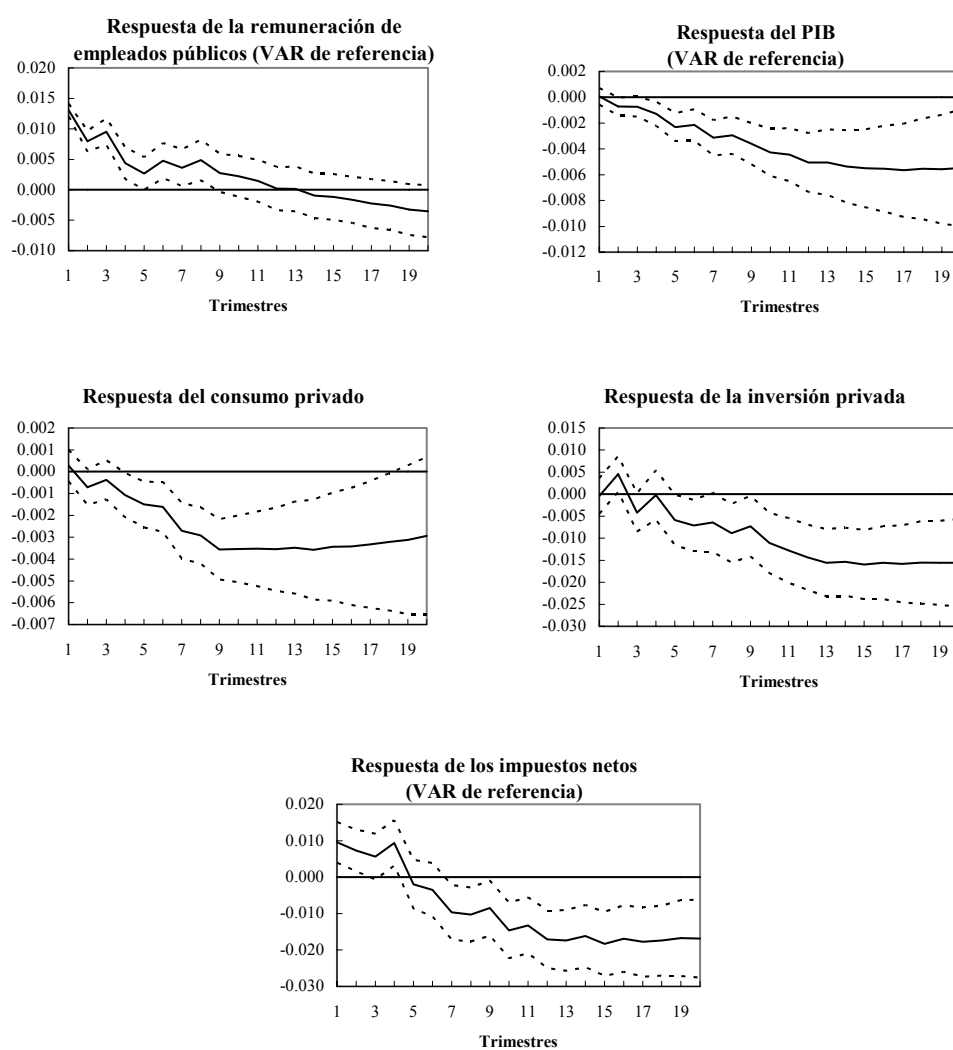 Respuesta de la remuneración de
empleados públicos (VAR de referencia)
0.020
0.015
0.010
0.005
0.000
-0.005
-0.010
1 3 5 7 9 11 13 15 17 19
Trimestres
Respuesta del PIB
(VAR de referencia)
0.002
0.000
-0.002
-0.004
-0.006
-0.008
-0.010
-0.012
1 3 5 7 9 11 13 15 17 19
Trimestres
Respuesta del consumo privado
0.002
0.001
0.000
-0.001
-0.002
-0.003
-0.004
-0.005
-0.006
-0.007
1 3 5 7 9 11 13 15 17 19
Trimestres
Respuesta de la inversión privada
0.015
0.010
0.005
0.000
-0.005
-0.010
-0.015
-0.020
-0.025
-0.030
1 3 5 7 9 11 13 15 17 19
Trimestres
Respuesta de los impuestos netos
(VAR de referencia)
0.020
0.010
0.000
-0.010
-0.020
-0.030
1 3 5 7 9 11 13 15 17 19
Trimestres